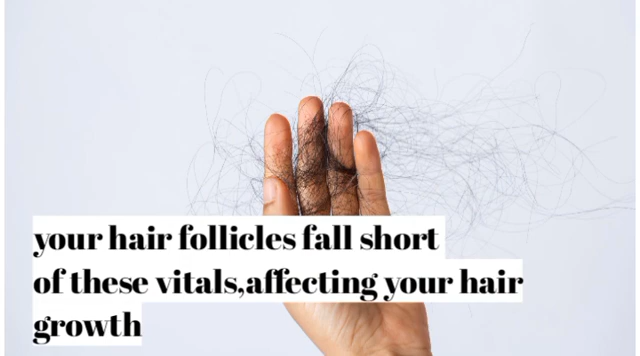 your hair follicles fall short
of these vitals,affecting your hair
growth